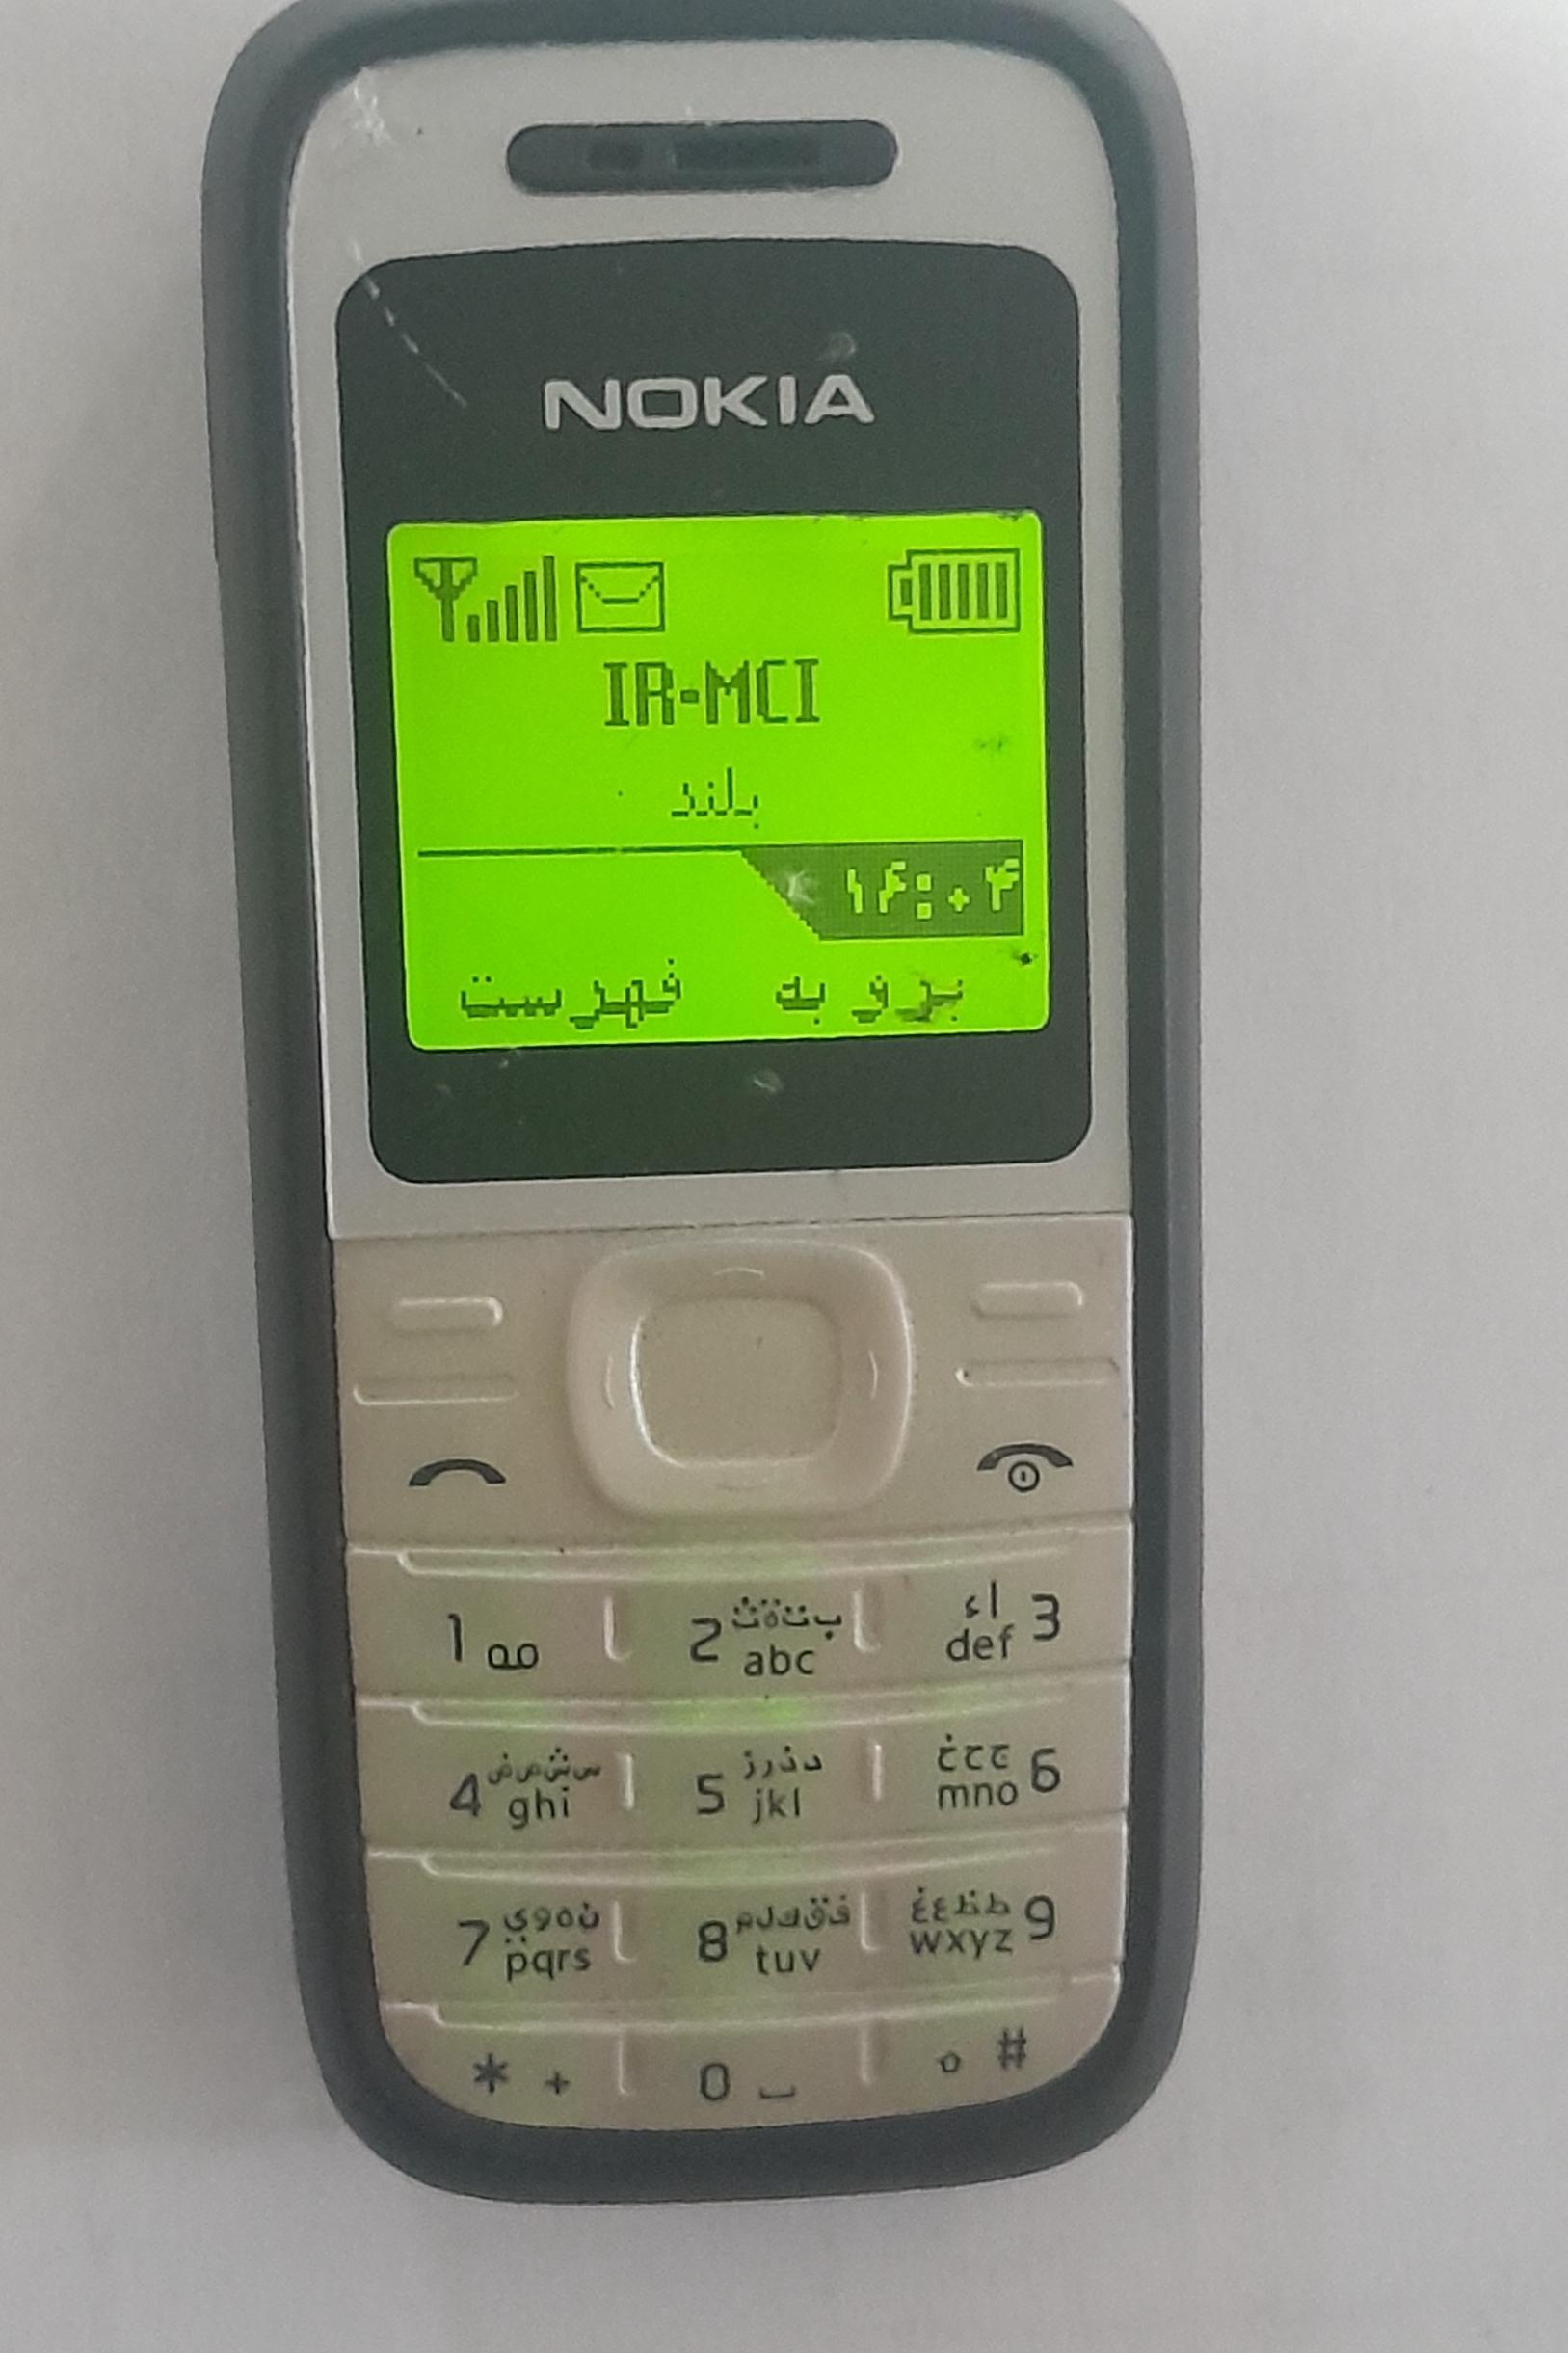 NOKIA
IR-MCI
بلند
۱۶:۰۴
برو به فهرست
1
2 ب‍ت‍ة‍ث abc
3 اء def
4 س‍ش‍ص‍ض ghi
5 د‌ذ‌ر‌ز jkl
6 ج‌ح‌خ mno
7 ن‌ه‌و‌ي pqrs
8 ف‍ق‍ك‍ل‍م tuv
9 ط‍ظ‍ع‍غ wxyz
* +
0
#